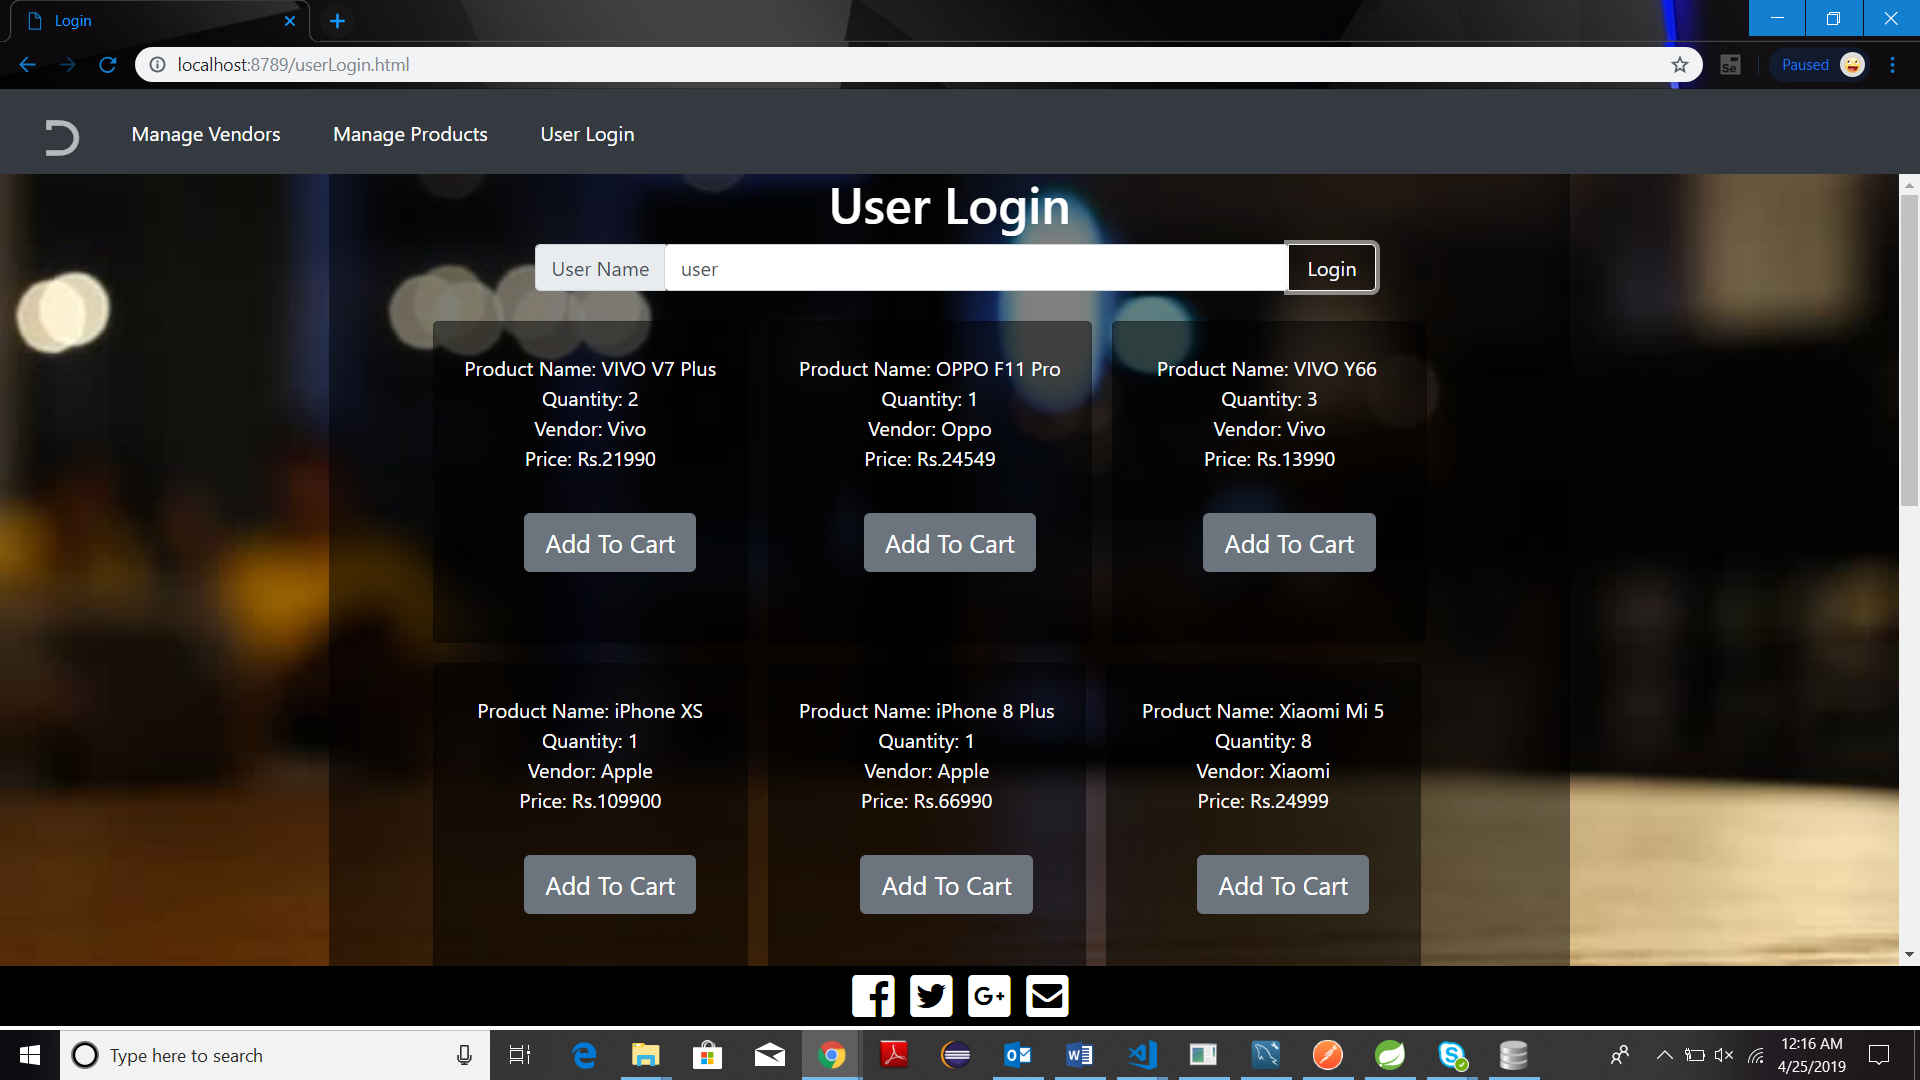 Login
localhost:8789/userLogin.html
Se
Paused
Manage Vendors Manage Products User Login
User Login
User Name user Login
Product Name: VIVO V7 Plus
Quantity: 2
Vendor: Vivo
Price: Rs.21990
Add To Cart
Product Name: OPPO F11 Pro
Quantity: 1
Vendor: Oppo
Price: Rs.24549
Add To Cart
Product Name: VIVO Y66
Quantity: 3
Vendor: Vivo
Price: Rs.13990
Add To Cart
Product Name: iPhone XS
Quantity: 1
Vendor: Apple
Price: Rs.109900
Add To Cart
Product Name: iPhone 8 Plus
Quantity: 1
Vendor: Apple
Price: Rs.66990
Add To Cart
Product Name: Xiaomi Mi 5
Quantity: 8
Vendor: Xiaomi
Price: Rs.24999
Add To Cart
G+
Type here to search
12:16 AM
4/25/2019